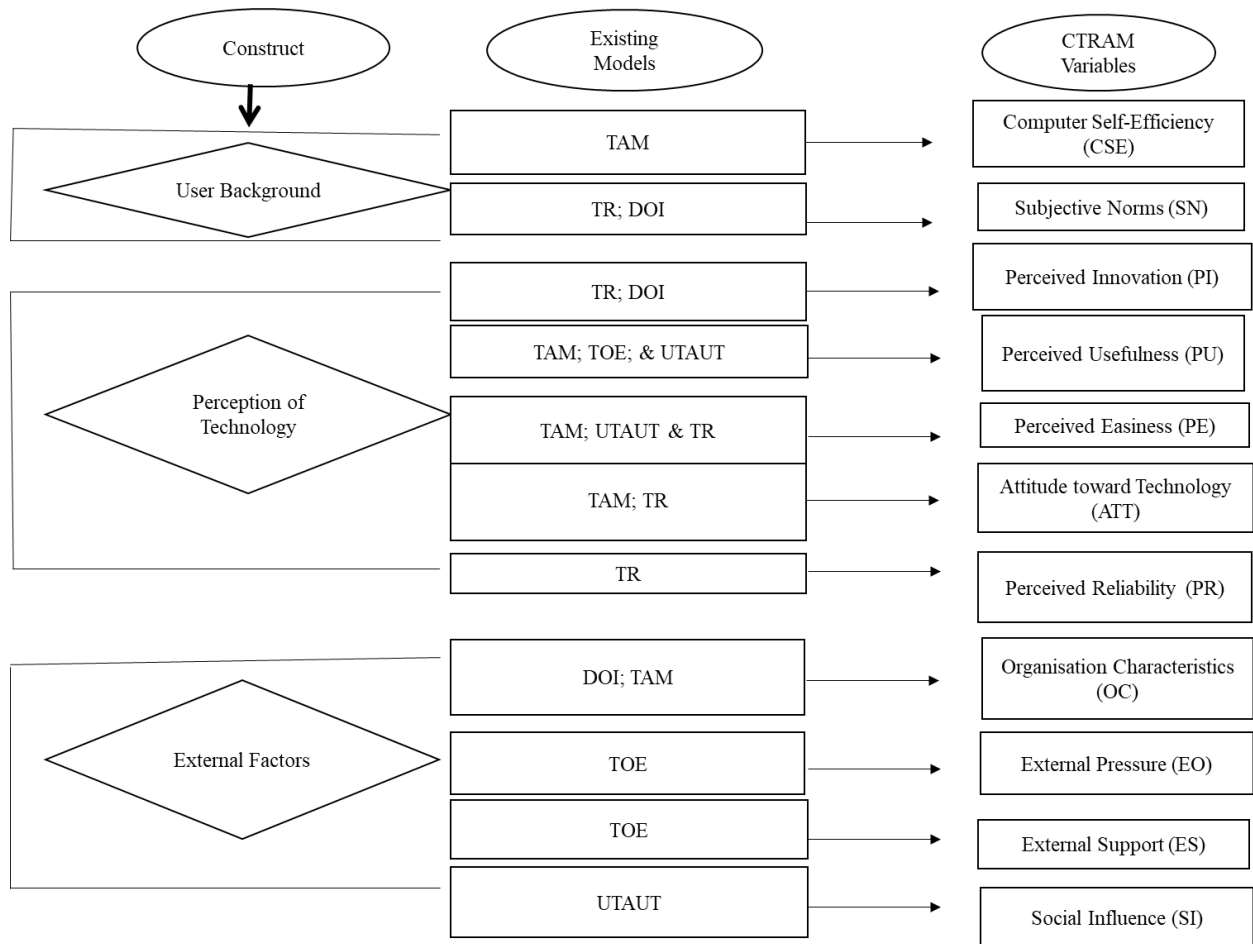 Construct
Existing
Models
CTRAM
Variables
User Background
TAM
Computer Self-Efficiency
(CSE)
TR; DOI
Subjective Norms (SN)
Perception of
Technology
TR; DOI
Perceived Innovation (PI)
TAM; TOE; & UTAUT
Perceived Usefulness (PU)
TAM; UTAUT & TR
Perceived Easiness (PE)
TAM; TR
Attitude toward Technology
(ATT)
TR
Perceived Reliability (PR)
External Factors
DOI; TAM
Organisation Characteristics
(OC)
TOE
External Pressure (EO)
TOE
External Support (ES)
UTAUT
Social Influence (SI)